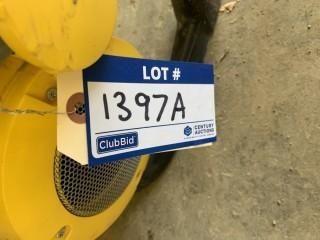 LOT #
1397A
ClubBid
CENTURY
AUCTIONS